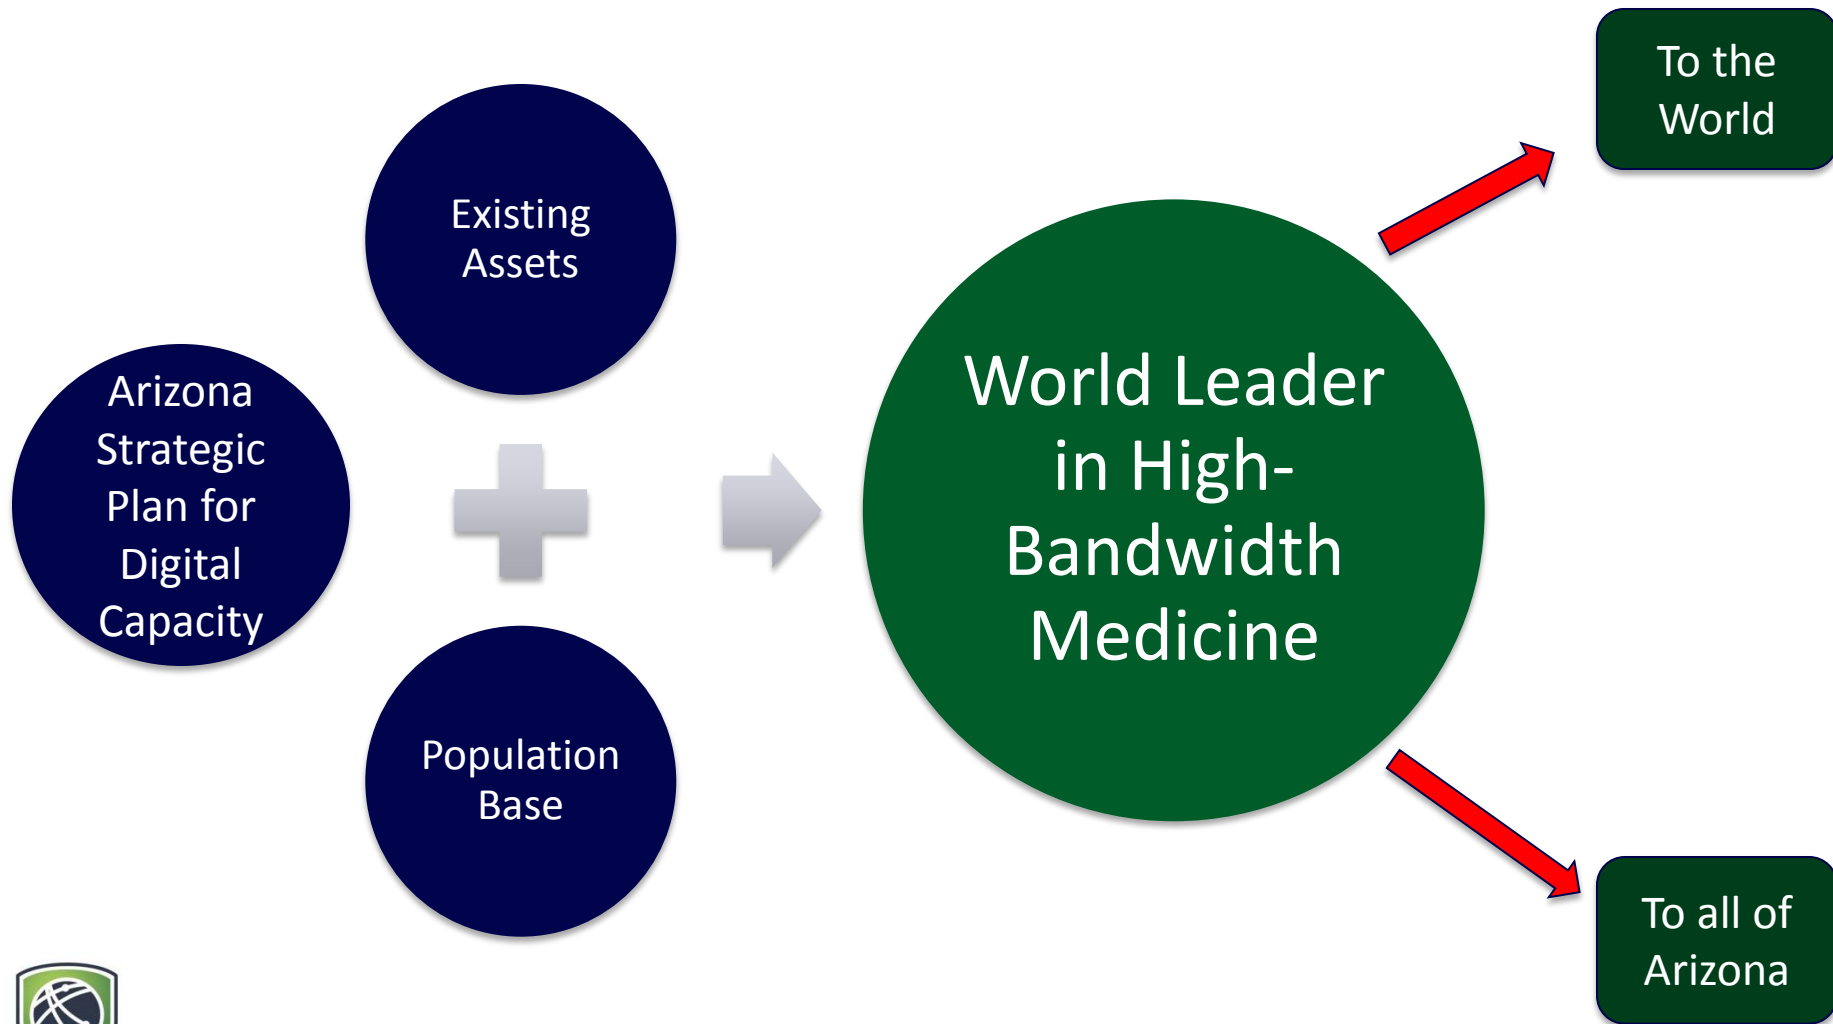 Arizona
Strategic
Plan for
Digital
Capacity
Existing
Assets
Population
Base
World Leader
in High-
Bandwidth
Medicine
To the
World
To all of
Arizona